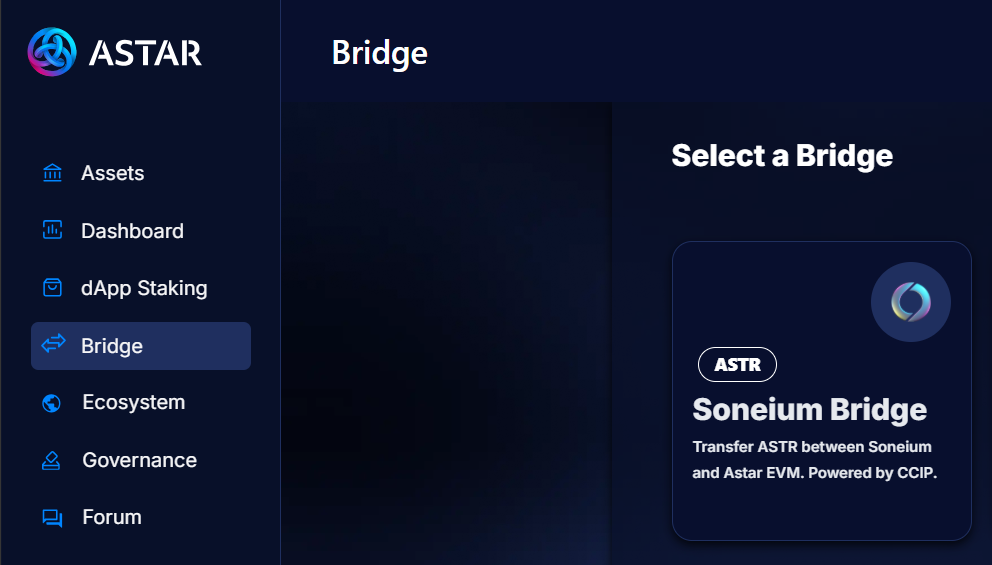 ASTAR
Bridge
Assets
Dashboard
dApp Staking
Bridge
Ecosystem
Governance
Forum
Select a Bridge
ASTR
Soneium Bridge
Transfer ASTR between Soneium
and Astar EVM. Powered by CCIP.